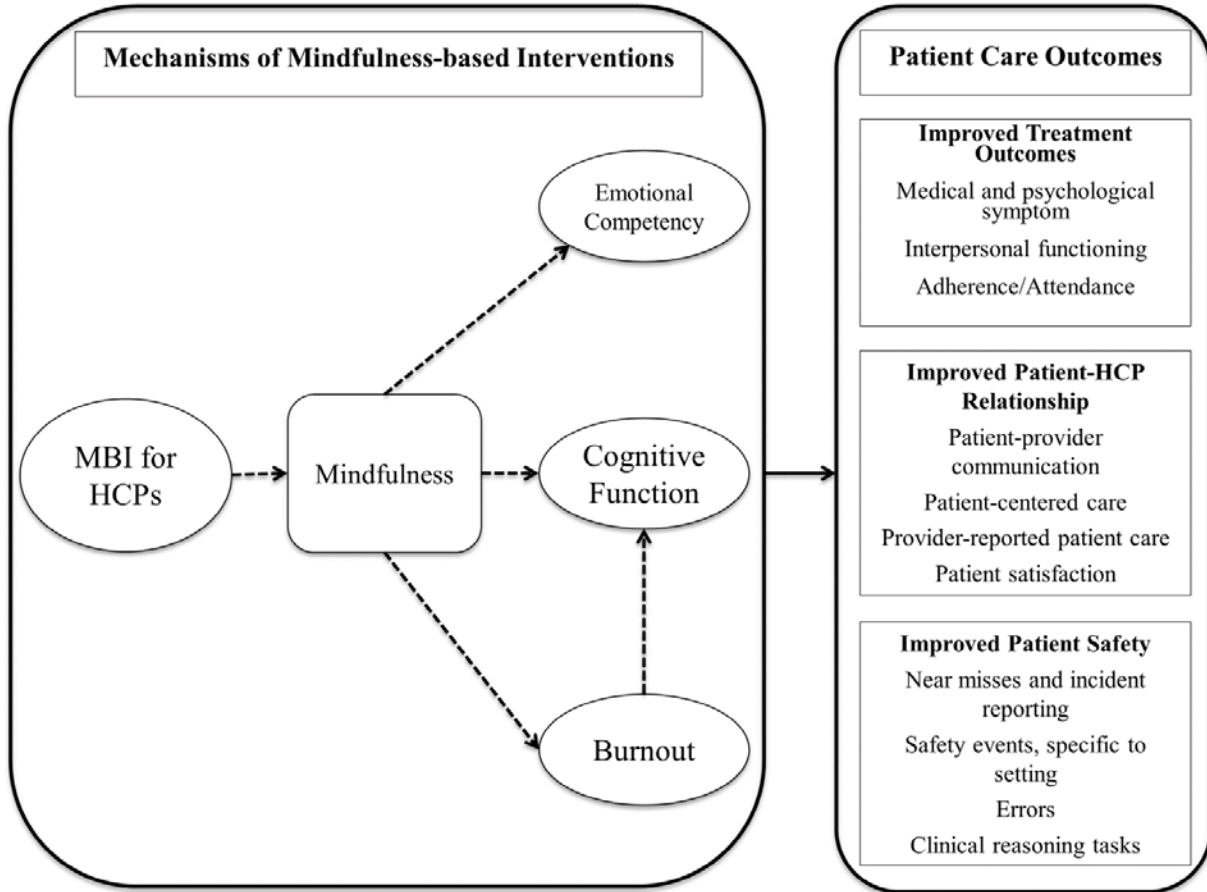 Mechanisms of Mindfulness-based Interventions
Emotional
Competency
MBI for
HCPs
Mindfulness
Cognitive
Function
Burnout
Patient Care Outcomes
Improved Treatment
Outcomes
Medical and psychological
symptom
Interpersonal functioning
Adherence/Attendance
Improved Patient-HCP
Relationship
Patient-provider
communication
Patient-centered care
Provider-reported patient care
Patient satisfaction
Improved Patient Safety
Near misses and incident
reporting
Safety events, specific to
setting
Errors
Clinical reasoning tasks